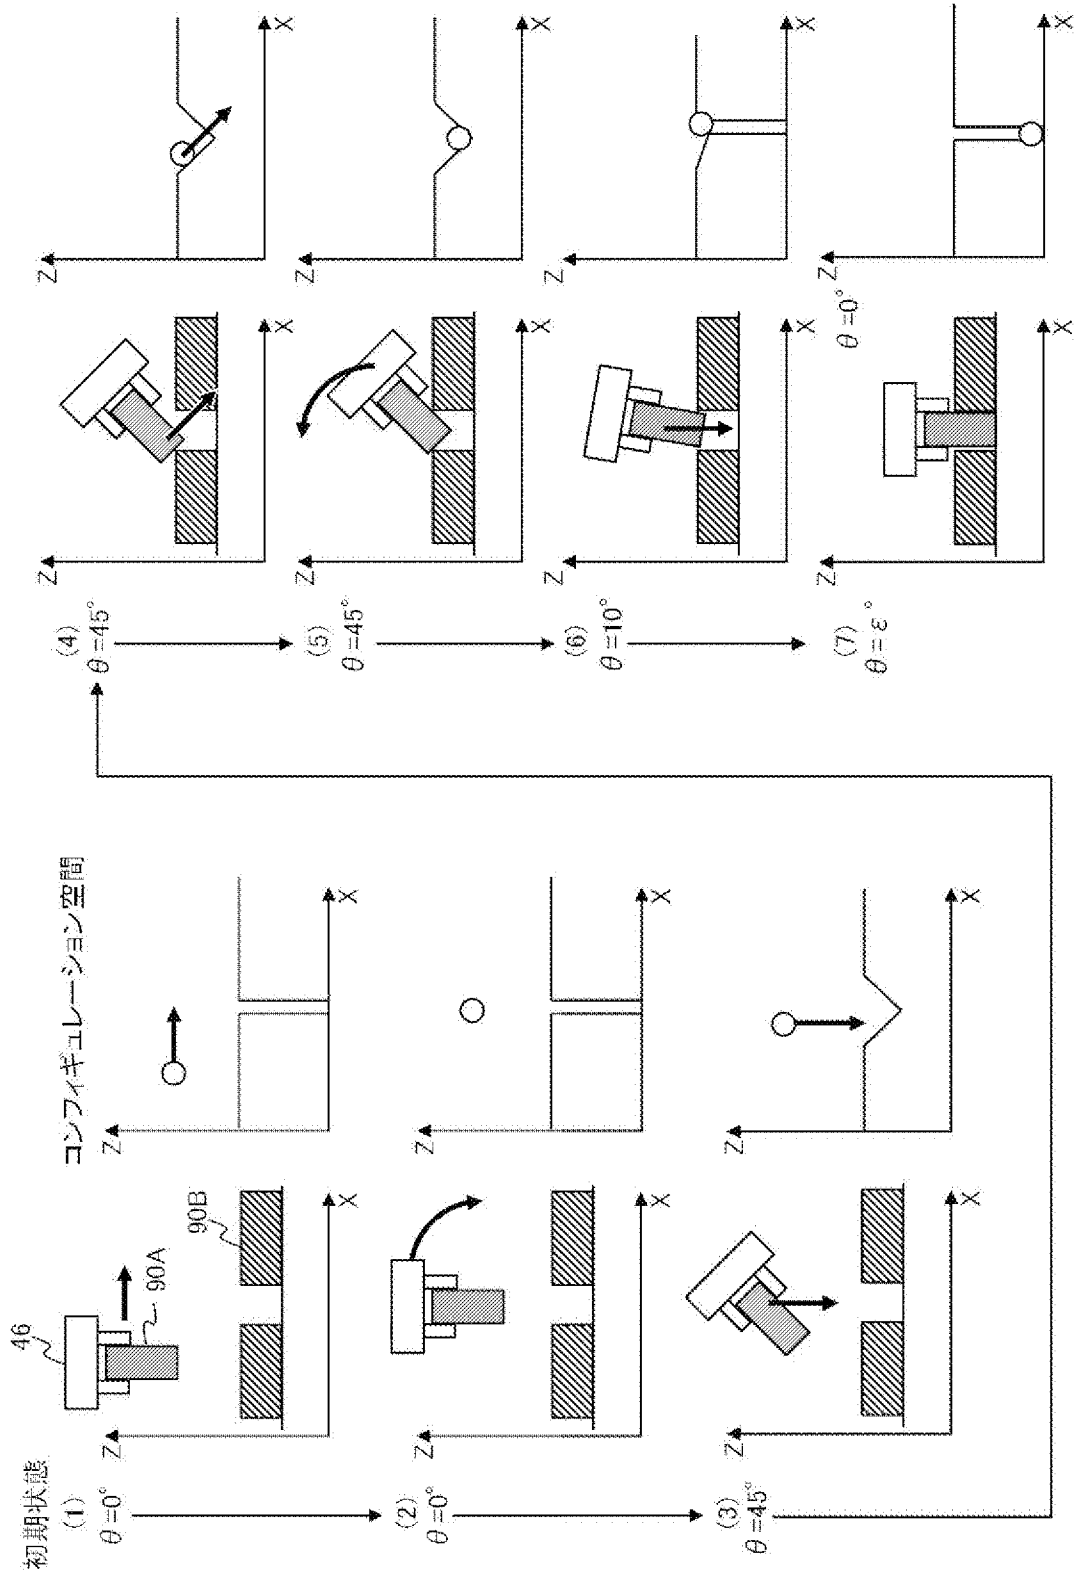 初期状態
コンフィギュレーション空間
(1)
θ=0°
46
90A
90B
Z
X
Z
X
(2)
θ=0°
Z
X
Z
X
(3)
θ=45°
Z
X
Z
X
(4)
θ=45°
Z
X
Z
X
(5)
θ=45°
Z
X
Z
X
(6)
θ=10°
Z
X
Z
X
(7)
θ=ε°
Z
X
θ=0°
Z
X